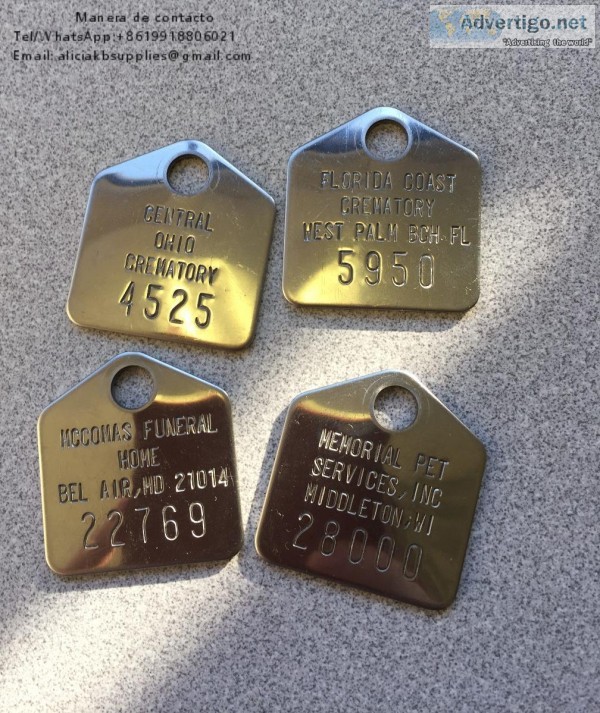 Manera de contacto
Tel/WhatsApp:+8619918806021
Email: aliciakbsupplies@gmail.com
Advertigo.net
"Advertising the world"
CENTRAL
OHIO
CREMATORY
4525
FLORIDA COAST
CREMATORY
WEST PALM BCH FL
5950
MCCOMAS FUNERAL
HOME
BEL AIR, MD 21014
22769
MEMORIAL PET
SERVICES, INC
MIDDLETON, WI
28000